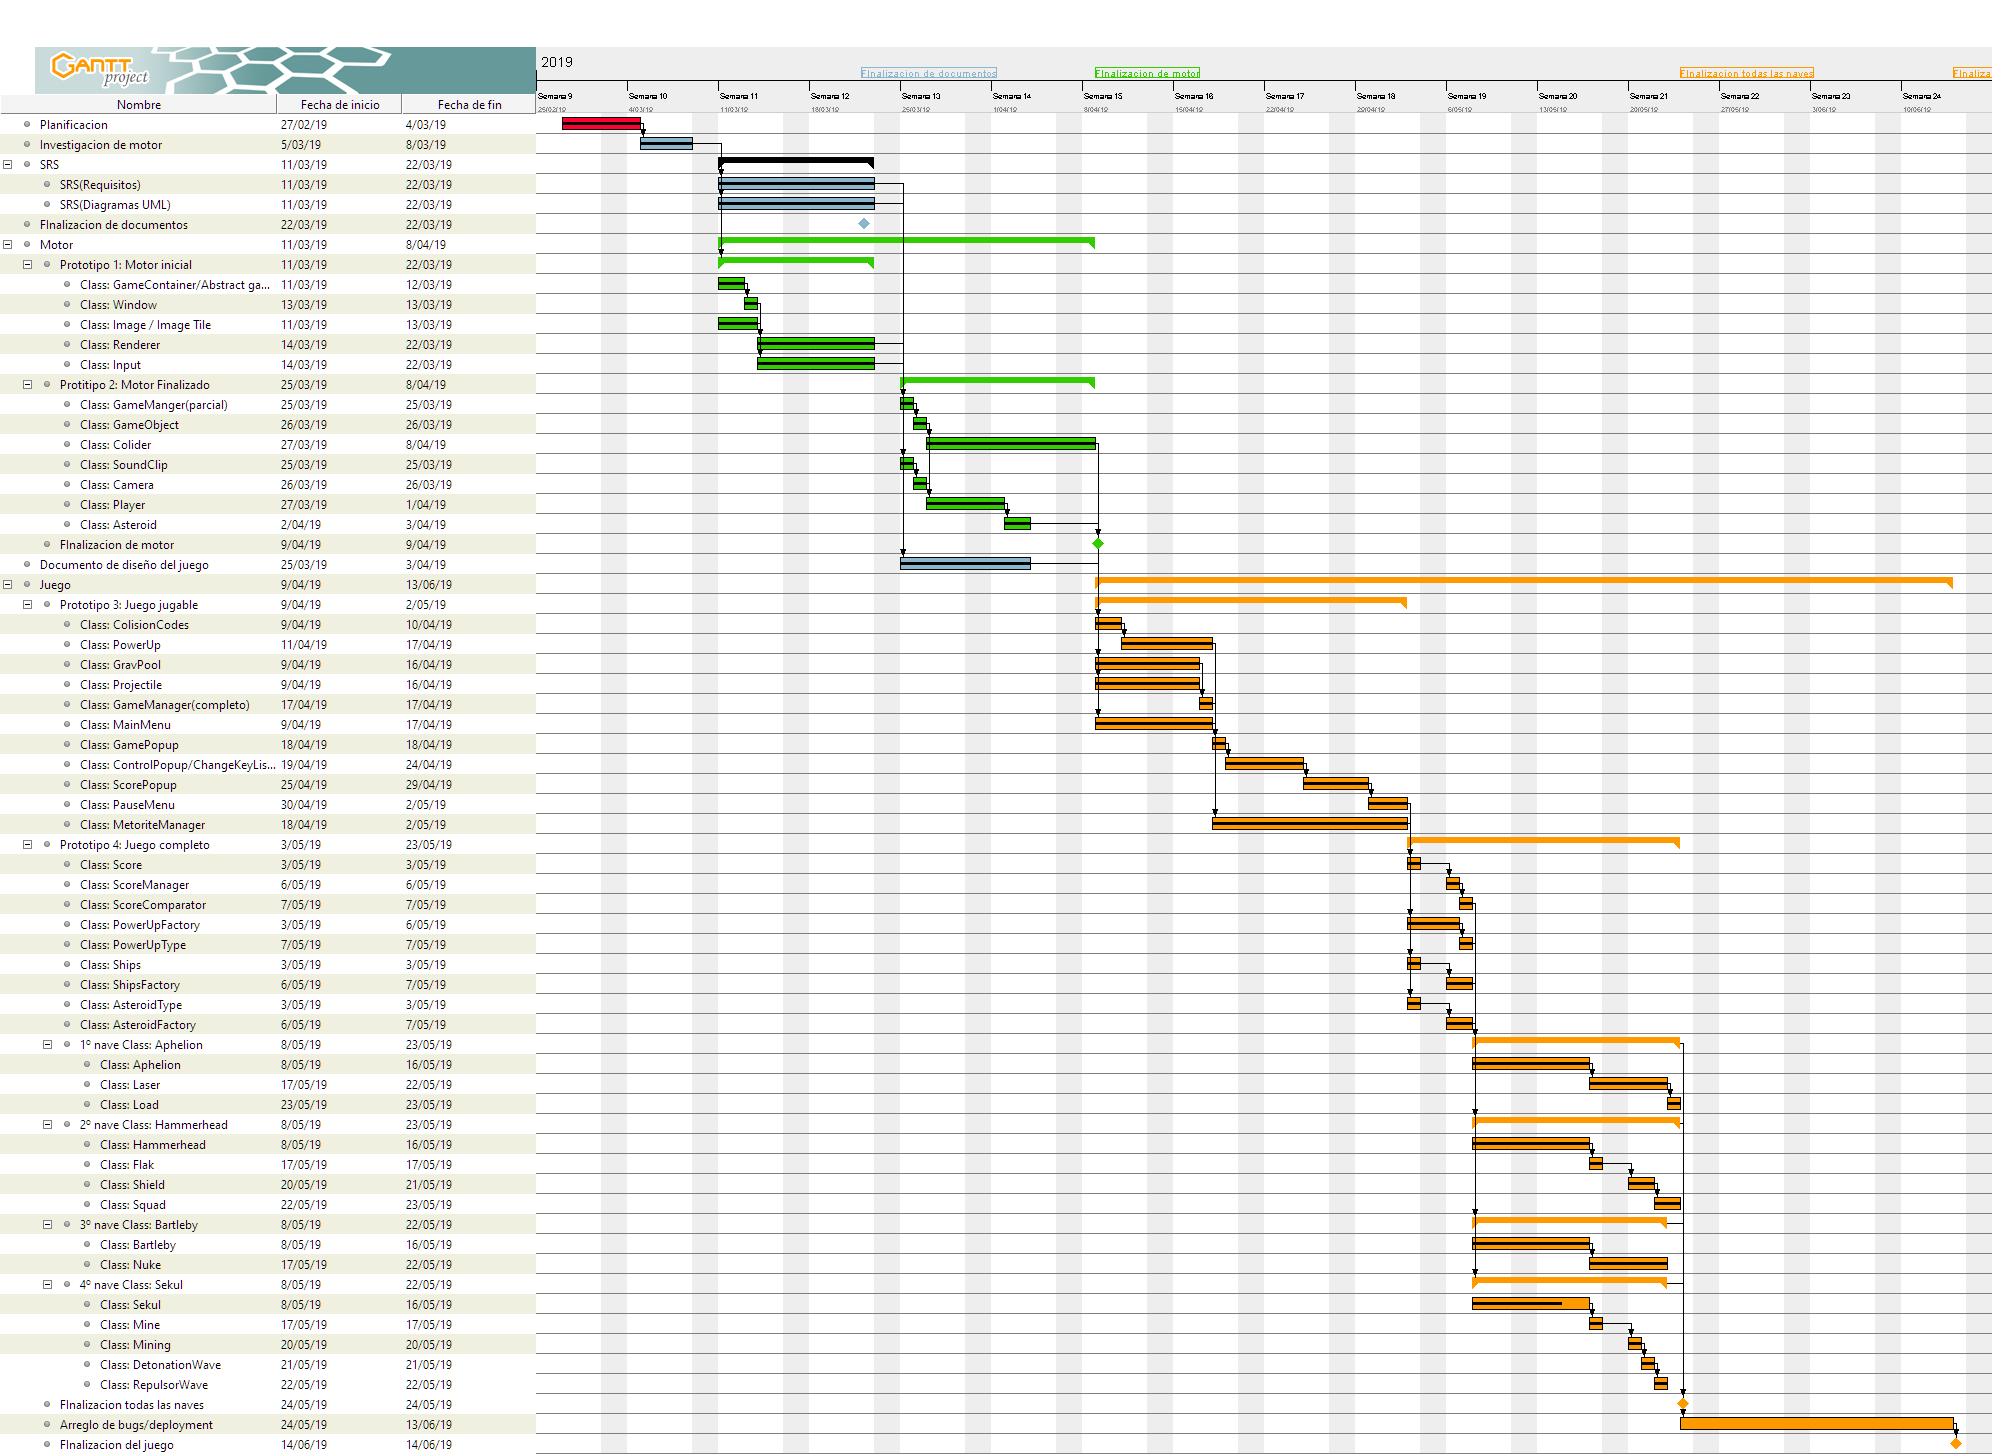 GANTT
project
2019
FInalizacion de documentos
FInalizacion de motor
FInalizacion todas las naves
FInaliza
Nombre Fecha de inicio Fecha de fin
Semana 9 Semana 10 Semana 11 Semana 12 Semana 13 Semana 14 Semana 15 Semana 16 Semana 17 Semana 18 Semana 19 Semana 20 Semana 21 Semana 22 Semana 23 Semana 24
25/02/19 4/03/19 11/03/19 18/03/19 25/03/19 1/04/19 8/04/19 15/04/19 22/04/19 29/04/19 6/05/19 13/05/19 20/05/19 27/05/19 3/06/19 10/06/19
Planificacion 27/02/19 4/03/19
Investigacion de motor 5/03/19 8/03/19
SRS 11/03/19 22/03/19
SRS(Requisitos) 11/03/19 22/03/19
SRS(Diagramas UML) 11/03/19 22/03/19
FInalizacion de documentos 22/03/19 22/03/19
Motor 11/03/19 8/04/19
Prototipo 1: Motor inicial 11/03/19 22/03/19
Class: GameContainer/Abstract ga... 11/03/19 12/03/19
Class: Window 13/03/19 13/03/19
Class: Image / Image Tile 11/03/19 13/03/19
Class: Renderer 14/03/19 22/03/19
Class: Input 14/03/19 22/03/19
Protitipo 2: Motor Finalizado 25/03/19 8/04/19
Class: GameManger(parcial) 25/03/19 25/03/19
Class: GameObject 26/03/19 26/03/19
Class: Colider 27/03/19 8/04/19
Class: SoundClip 25/03/19 25/03/19
Class: Camera 26/03/19 26/03/19
Class: Player 27/03/19 1/04/19
Class: Asteroid 2/04/19 3/04/19
FInalizacion de motor 9/04/19 9/04/19
Documento de diseño del juego 25/03/19 3/04/19
Juego 9/04/19 13/06/19
Prototipo 3: Juego jugable 9/04/19 2/05/19
Class: ColisionCodes 9/04/19 10/04/19
Class: PowerUp 11/04/19 17/04/19
Class: GravPool 9/04/19 16/04/19
Class: Projectile 9/04/19 16/04/19
Class: GameManager(completo) 17/04/19 17/04/19
Class: MainMenu 9/04/19 17/04/19
Class: GamePopup 18/04/19 18/04/19
Class: ControlPopup/ChangeKeyLis... 19/04/19 24/04/19
Class: ScorePopup 25/04/19 29/04/19
Class: PauseMenu 30/04/19 2/05/19
Class: MetoriteManager 18/04/19 2/05/19
Prototipo 4: Juego completo 3/05/19 23/05/19
Class: Score 3/05/19 3/05/19
Class: ScoreManager 6/05/19 6/05/19
Class: ScoreComparator 7/05/19 7/05/19
Class: PowerUpFactory 3/05/19 6/05/19
Class: PowerUpType 7/05/19 7/05/19
Class: Ships 3/05/19 3/05/19
Class: ShipsFactory 6/05/19 7/05/19
Class: AsteroidType 3/05/19 3/05/19
Class: AsteroidFactory 6/05/19 7/05/19
1º nave Class: Aphelion 8/05/19 23/05/19
Class: Aphelion 8/05/19 16/05/19
Class: Laser 17/05/19 22/05/19
Class: Load 23/05/19 23/05/19
2º nave Class: Hammerhead 8/05/19 23/05/19
Class: Hammerhead 8/05/19 16/05/19
Class: Flak 17/05/19 17/05/19
Class: Shield 20/05/19 21/05/19
Class: Squad 22/05/19 23/05/19
3º nave Class: Bartleby 8/05/19 22/05/19
Class: Bartleby 8/05/19 16/05/19
Class: Nuke 17/05/19 22/05/19
4º nave Class: Sekul 8/05/19 22/05/19
Class: Sekul 8/05/19 16/05/19
Class: Mine 17/05/19 17/05/19
Class: Mining 20/05/19 20/05/19
Class: DetonationWave 21/05/19 21/05/19
Class: RepulsorWave 22/05/19 22/05/19
FInalizacion todas las naves 24/05/19 24/05/19
Arreglo de bugs/deployment 24/05/19 13/06/19
FInalizacion del juego 14/06/19 14/06/19